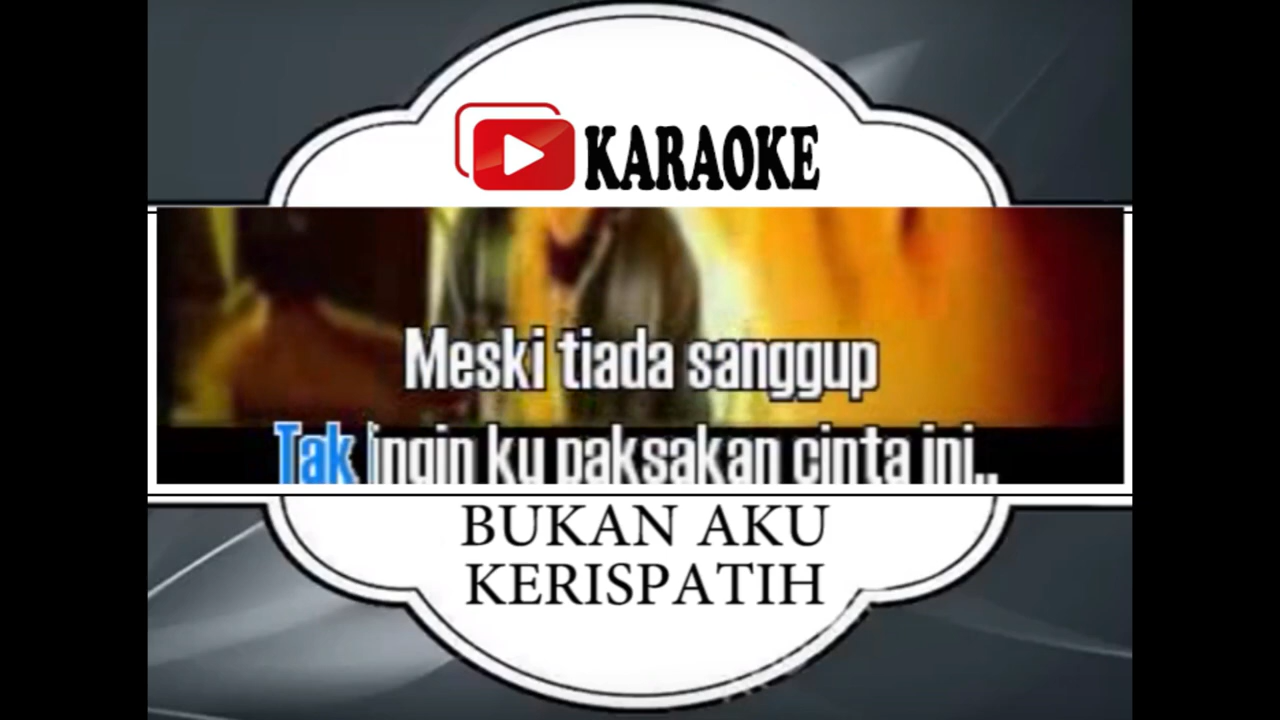 KARAOKE
Meski tiada sanggup
Tak ingin ku paksakan cinta ini..
BUKAN AKU
KERISPATIH